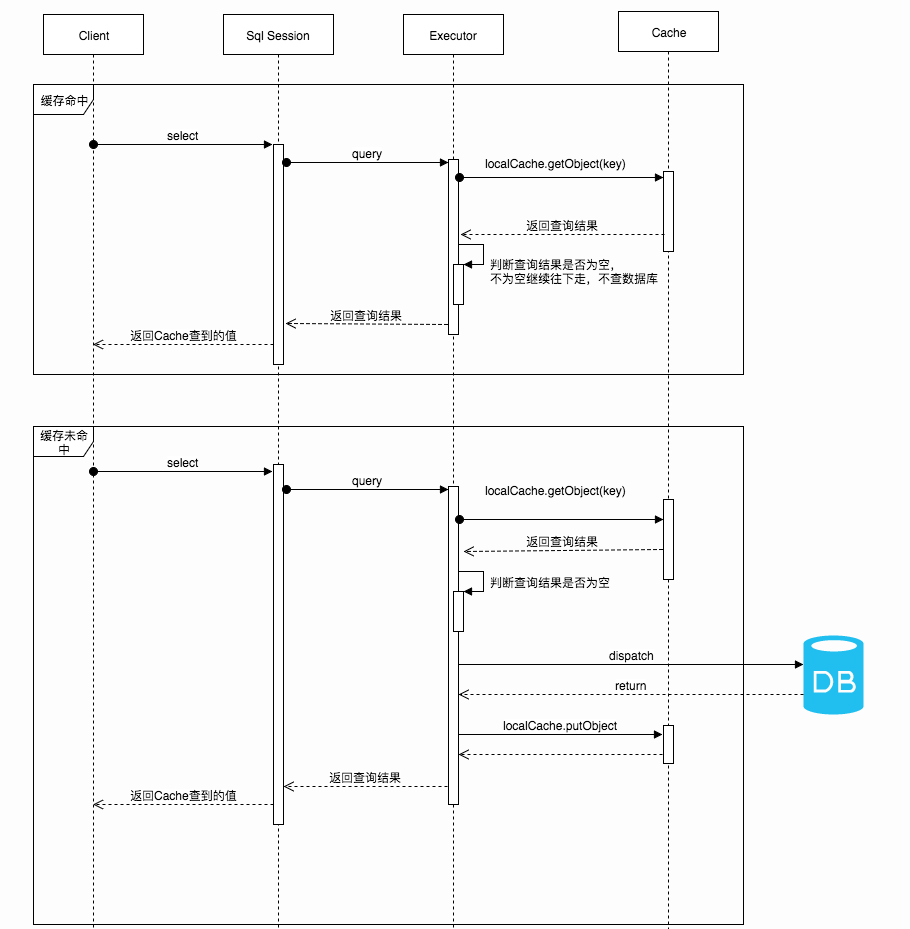 Client
Sql Session
Executor
Cache
缓存命中
select
query
localCache.getObject(key)
返回查询结果
判断查询结果是否为空，
不为空继续往下走，不查数据库
返回查询结果
返回Cache查到的值
缓存未命
中
select
query
localCache.getObject(key)
返回查询结果
判断查询结果是否为空
dispatch
DB
return
localCache.putObject
返回查询结果
返回Cache查到的值